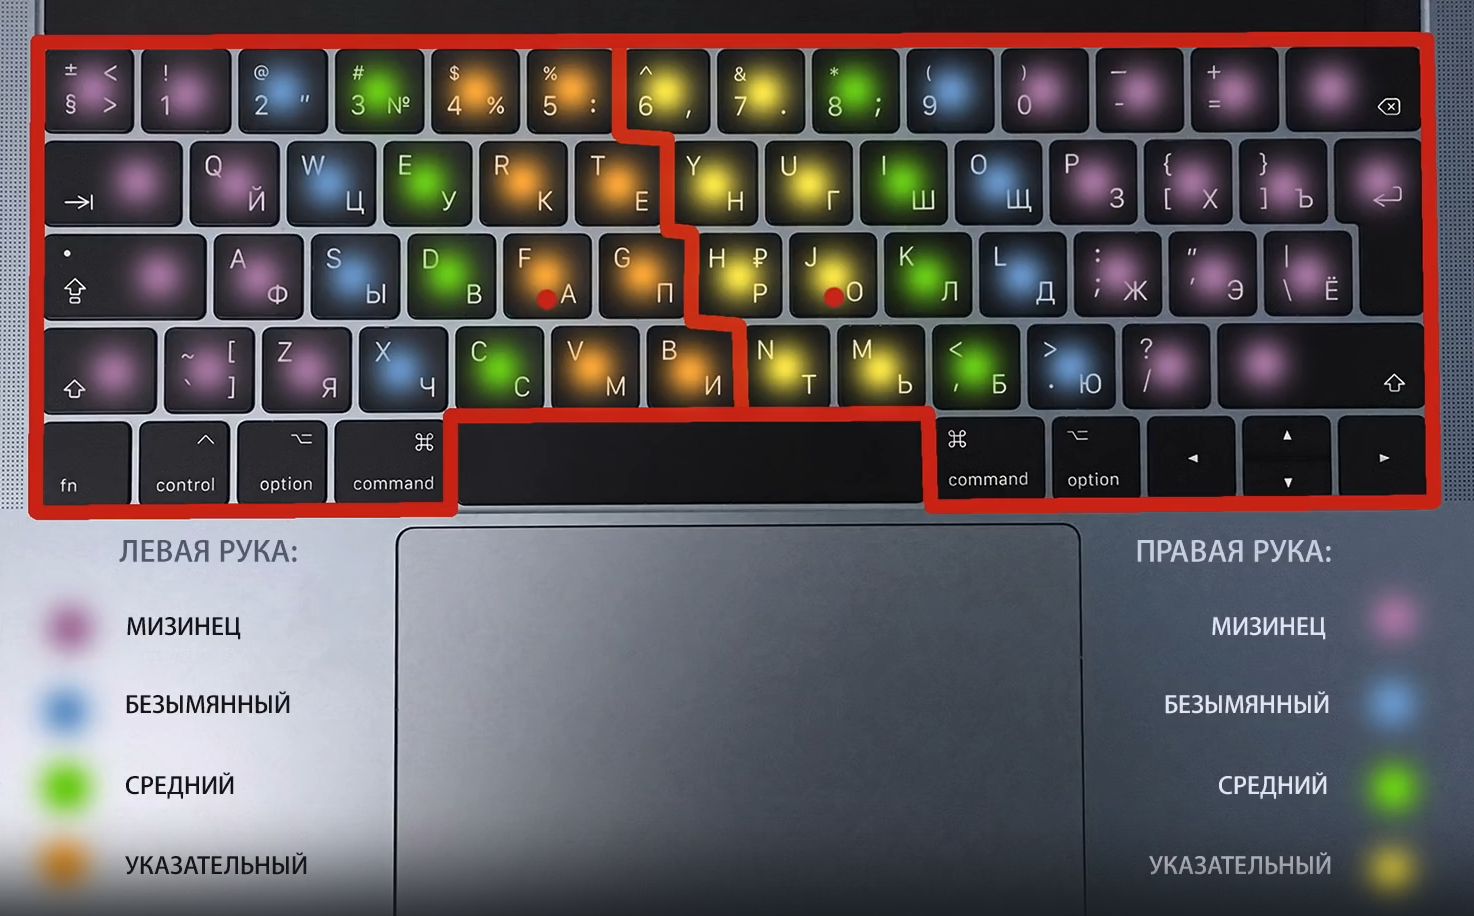 ± < § >
! 1
@ 2 "
# 3 №
$ 4 %
% 5 :
^ 6 ,
& 7 .
* 8 ;
( 9
) 0
— -
+ =
Q Й
W Ц
E У
R К
T Е
Y Н
U Г
I Ш
O Щ
P З
{ [ Х
} ] Ъ
A Ф
S Ы
D В
F А
G П
H ₽ Р
J О
K Л
L Д
: ; Ж
" ' Э
| \ Ё
~ ` [ ]
Z Я
X Ч
C С
V М
B И
N Т
M Ь
< , Б
> . Ю
? /
fn
control
option
command
command
option
ЛЕВАЯ РУКА:
МИЗИНЕЦ
БЕЗЫМЯННЫЙ
СРЕДНИЙ
УКАЗАТЕЛЬНЫЙ
ПРАВАЯ РУКА:
МИЗИНЕЦ
БЕЗЫМЯННЫЙ
СРЕДНИЙ
УКАЗАТЕЛЬНЫЙ